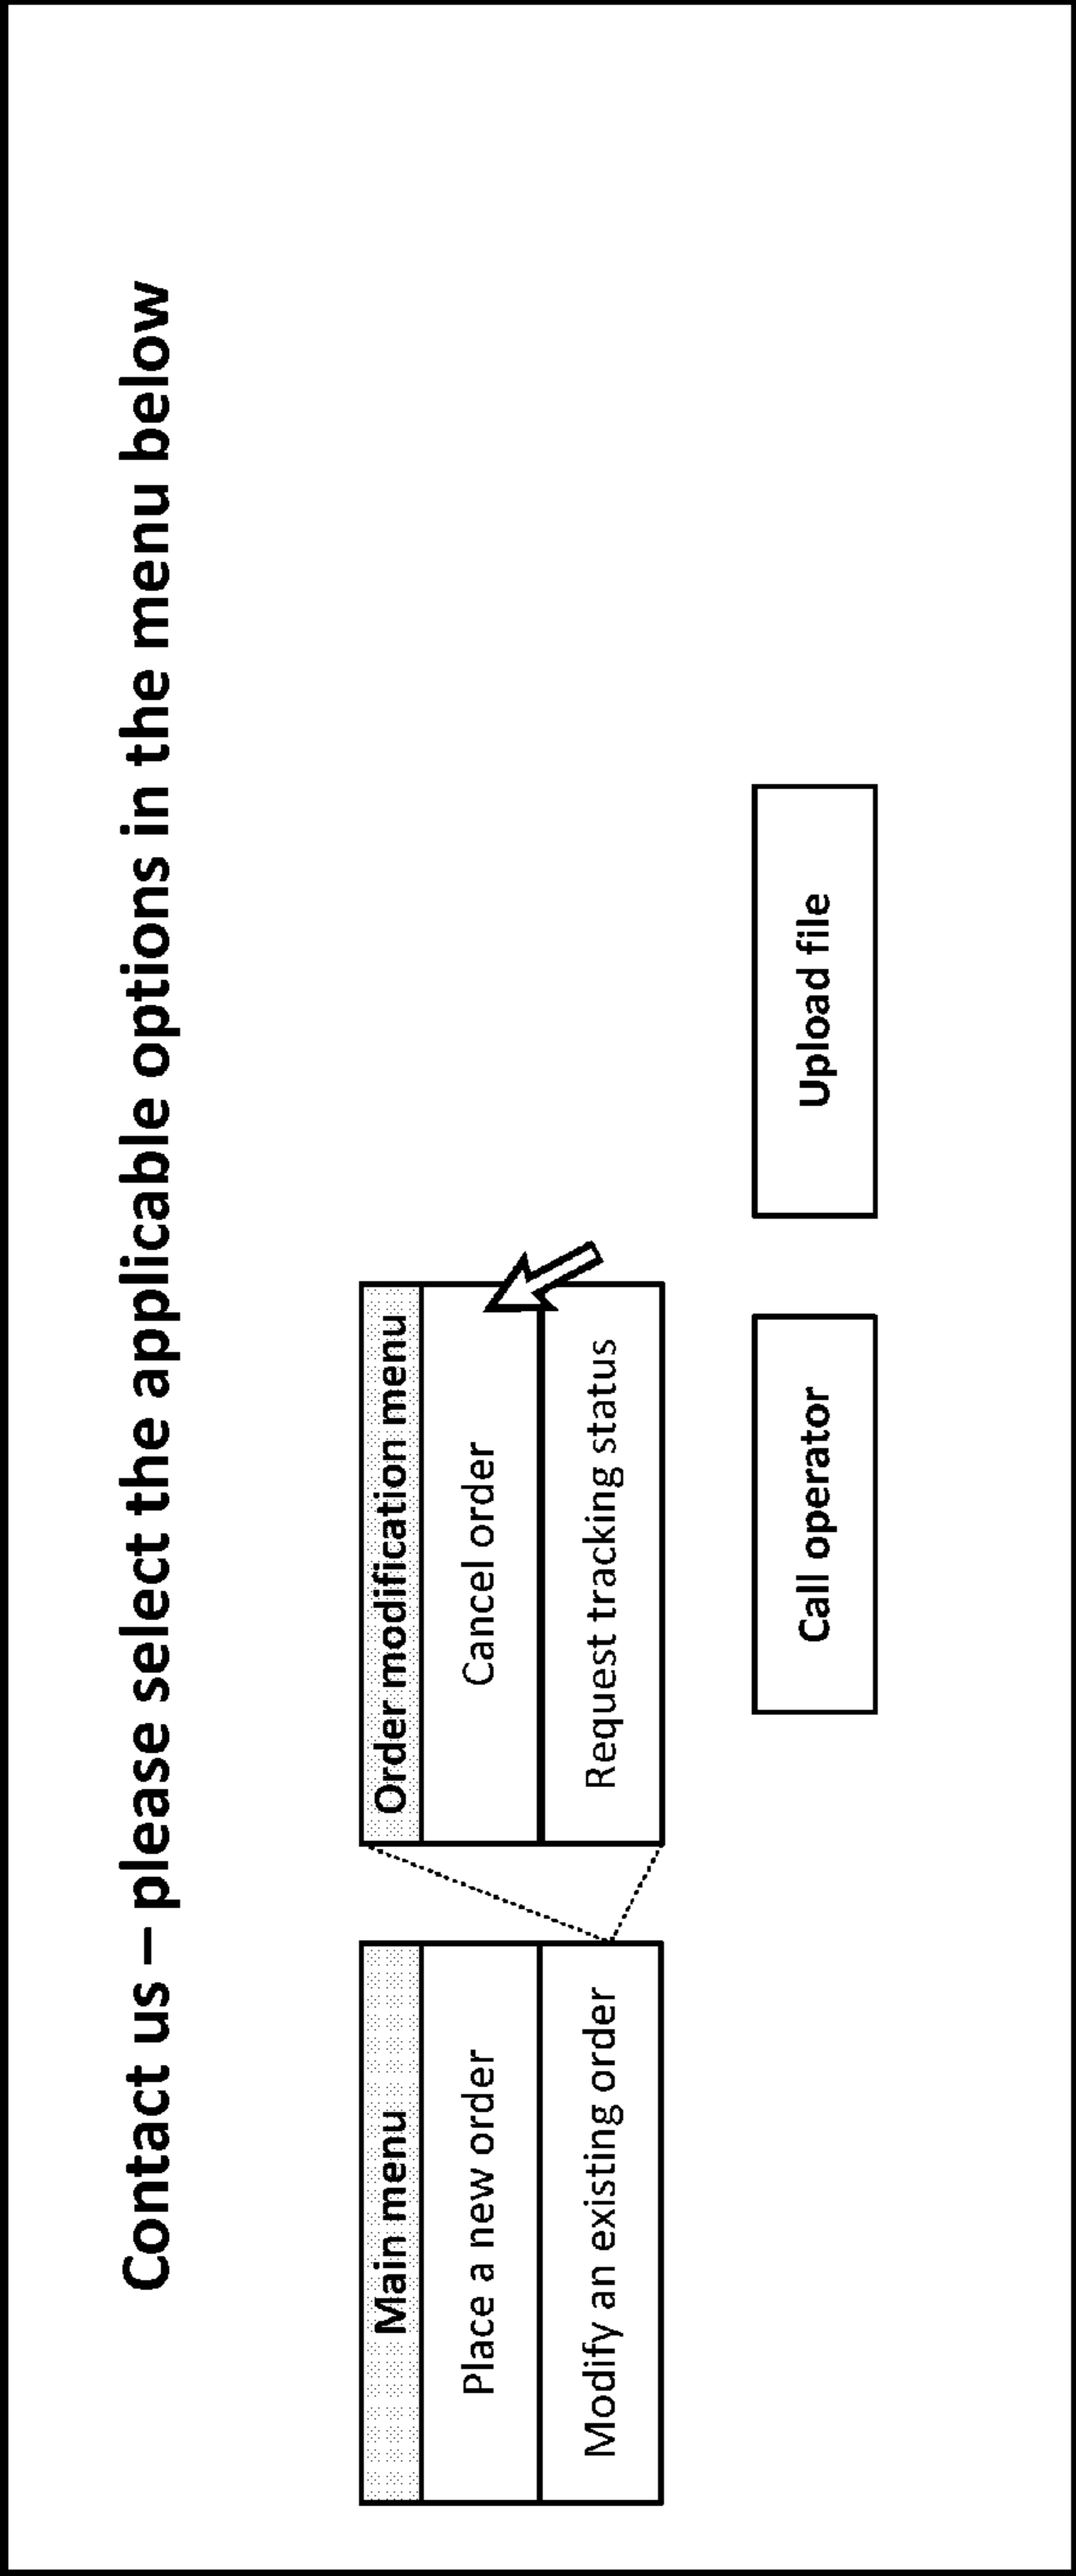 Contact us – please select the applicable options in the menu below
Main menu
Place a new order
Modify an existing order
Order modification menu
Cancel order
Request tracking status
Call operator
Upload file